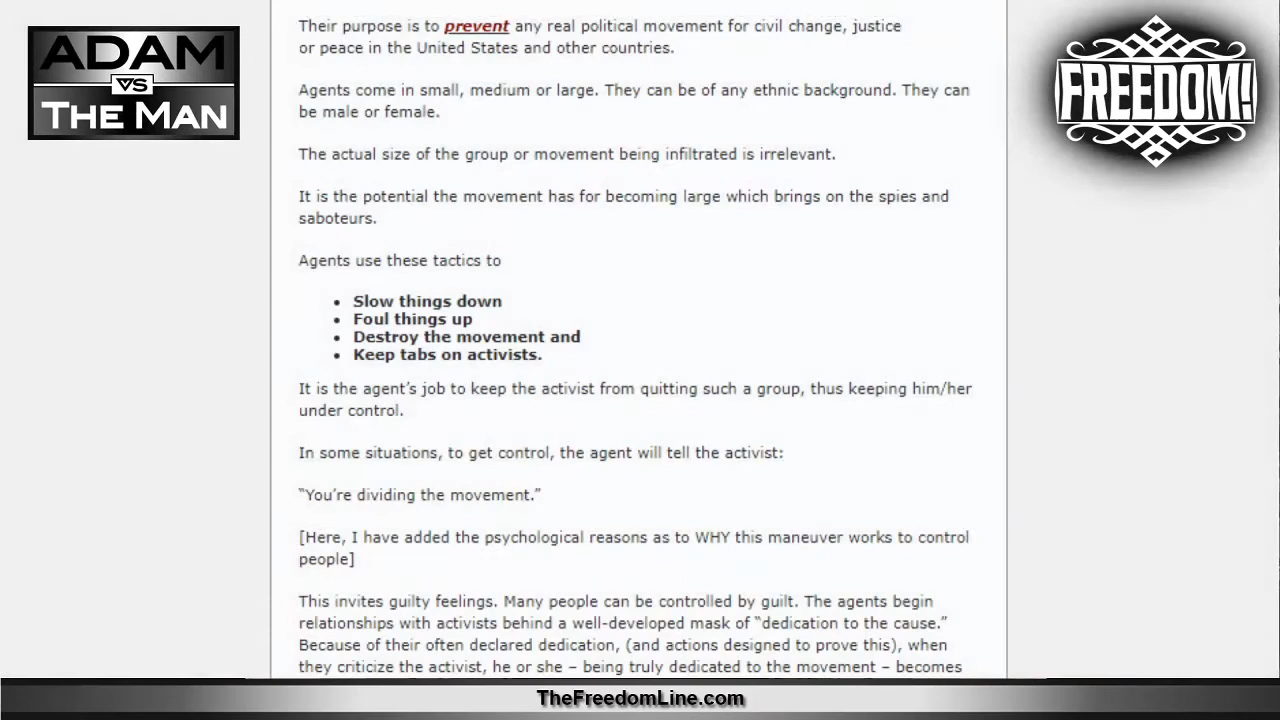 ADAM
VS
THE MAN
FREEDOM!
Their purpose is to prevent any real political movement for civil change, justice
or peace in the United States and other countries.
Agents come in small, medium or large. They can be of any ethnic background. They can
be male or female.
The actual size of the group or movement being infiltrated is irrelevant.
It is the potential the movement has for becoming large which brings on the spies and
saboteurs.
Agents use these tactics to
• Slow things down
• Foul things up
• Destroy the movement and
• Keep tabs on activists.
It is the agent’s job to keep the activist from quitting such a group, thus keeping him/her
under control.
In some situations, to get control, the agent will tell the activist:
“You’re dividing the movement.”
[Here, I have added the psychological reasons as to WHY this maneuver works to control
people]
This invites guilty feelings. Many people can be controlled by guilt. The agents begin
relationships with activists behind a well-developed mask of “dedication to the cause.”
Because of their often declared dedication, (and actions designed to prove this), when
they criticize the activist, he or she – being truly dedicated to the movement – becomes
TheFreedomLine.com